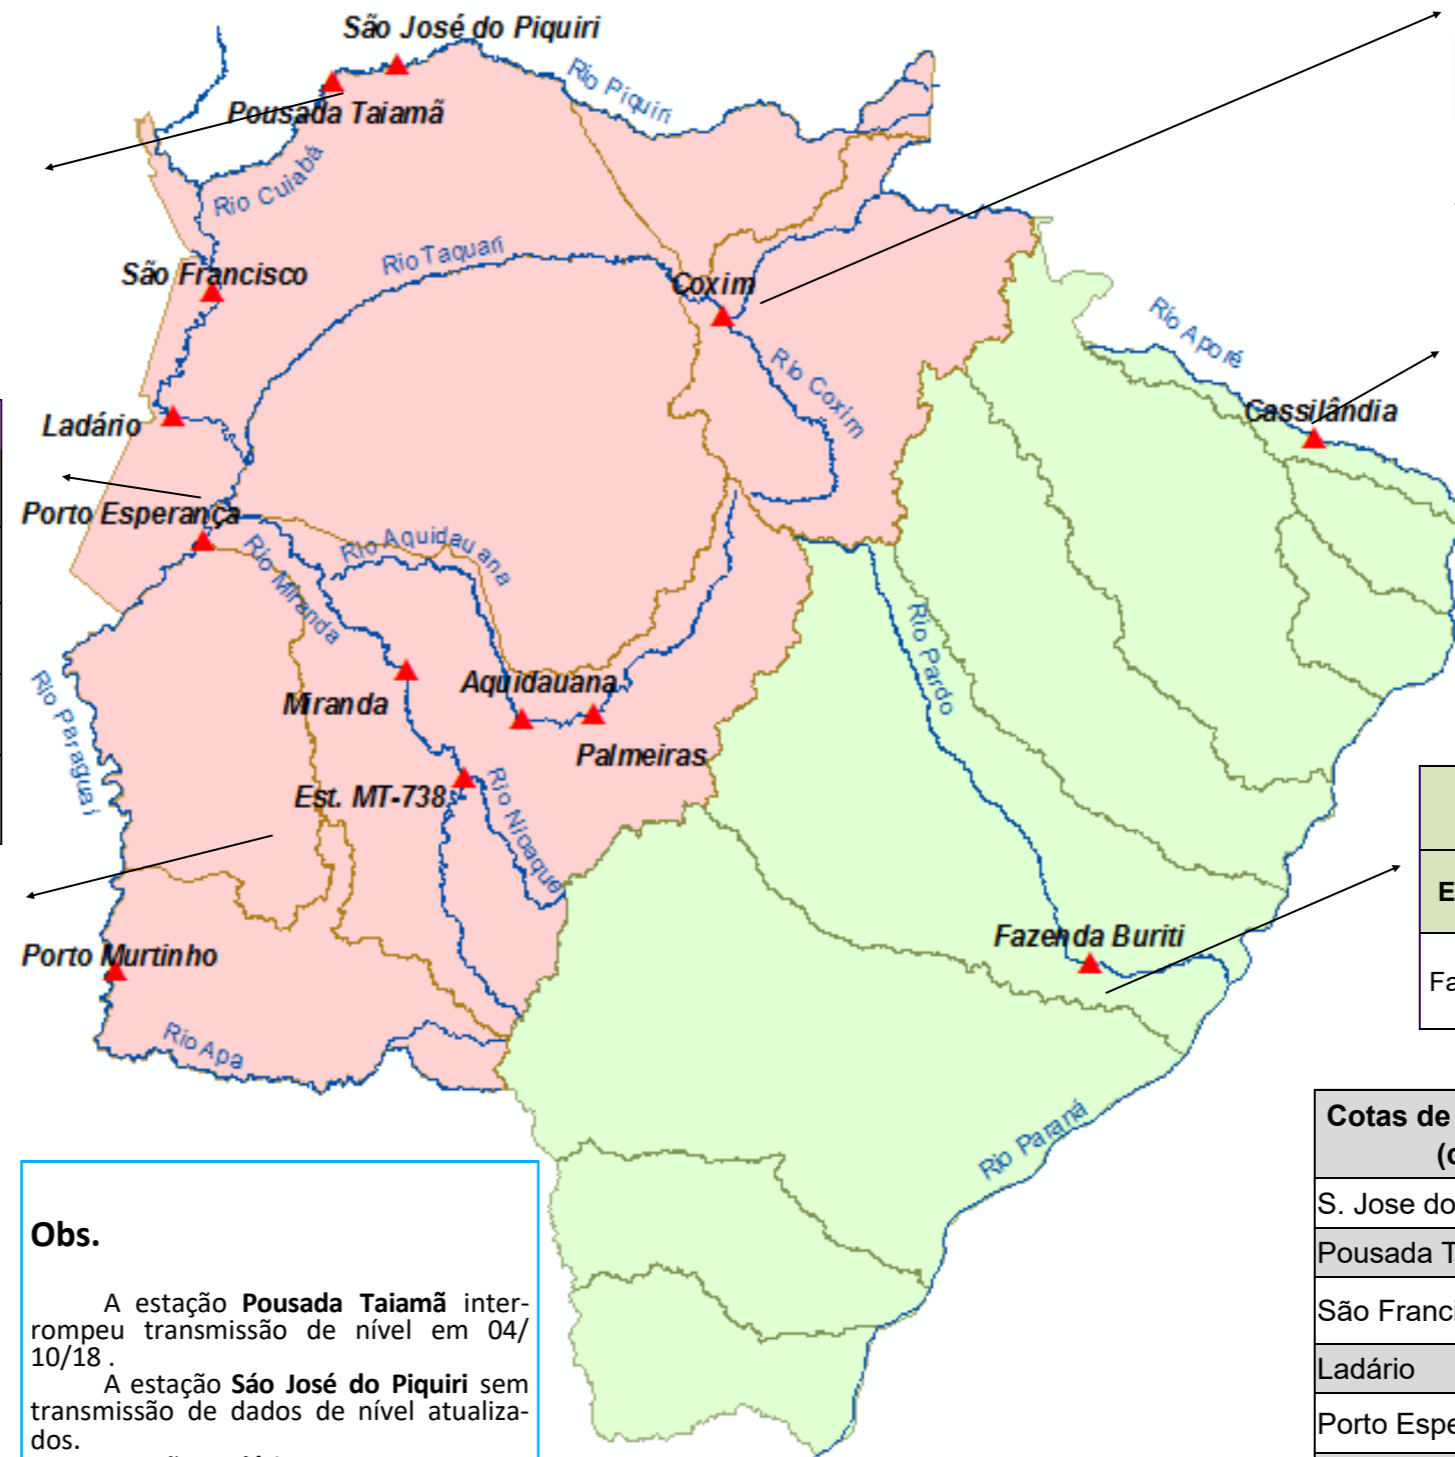 São José do Piquiri
Rio Piquiri
Pousada Taiamã
Rio Cuiabá
Rio Taquari
São Francisco
Coxim
Rio Aporé
Rio Coxim
Cassilândia
Ladário
Porto Esperança
Rio Aquidauana
Rio Miranda
Rio Pardo
Rio Paraguai
Aquidauana
Miranda
Palmeiras
Est. MT-738
Rio Nioaque
E
Fazenda Buriti
Porto Murtinho
Fa
Rio Apa
Rio Paraná
Cotas de
(c
S. Jose do
Pousada T
São Franci
Ladário
Porto Espe
Obs.
A estação Pousada Taiamã inter-
rompeu transmissão de nível em 04/
10/18 .
A estação Sáo José do Piquiri sem
transmissão de dados de nível atualiza-
dos.